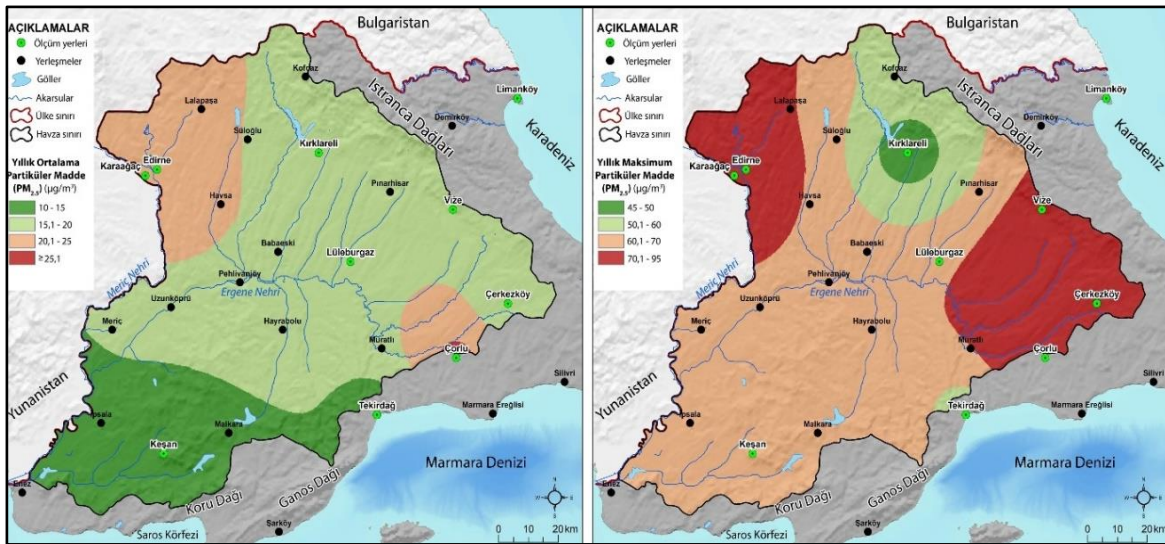 AÇIKLAMALAR
Ölçüm yerleri
Yerleşmeler
Göller
Akarsular
Ülke sınırı
Havza sınırı
Yıllık Ortalama
Partiküler Madde
(PM2,5) (µg/m³)
10 - 15
15,1 - 20
20,1 - 25
≥25,1
Bulgaristan
Kofçaz
Istranca Dağları
Limanköy
Demirköy
Karadeniz
Lalapaşa
Süloğlu
Kırklareli
Edirne
Karaağaç
Pınarhisar
Havsa
Vize
Babaeski
Lüleburgaz
Pehlivanköy
Meriç Nehri
Ergene Nehri
Uzunköprü
Çerkezköy
Meriç
Hayrabolu
Muratlı
Çorlu
Silivri
Yunanistan
Tekirdağ
Marmara Ereğlisi
İpsala
Malkara
Keşan
Marmara Denizi
Enez
Koru Dağı
Ganos Dağı
Şarköy
Saros Körfezi
0 20 km
AÇIKLAMALAR
Ölçüm yerleri
Yerleşmeler
Göller
Akarsular
Ülke sınırı
Havza sınırı
Yıllık Maksimum
Partiküler Madde
(PM2,5) (µg/m³)
45 - 50
50,1 - 60
60,1 - 70
70,1 - 95
Bulgaristan
Kofçaz
Istranca Dağları
Limanköy
Demirköy
Karadeniz
Lalapaşa
Süloğlu
Kırklareli
Edirne
Karaağaç
Pınarhisar
Havsa
Vize
Babaeski
Lüleburgaz
Pehlivanköy
Meriç Nehri
Ergene Nehri
Uzunköprü
Çerkezköy
Meriç
Hayrabolu
Muratlı
Çorlu
Silivri
Yunanistan
Tekirdağ
Marmara Ereğlisi
İpsala
Malkara
Keşan
Marmara Denizi
Enez
Koru Dağı
Ganos Dağı
Şarköy
Saros Körfezi
0 20 km